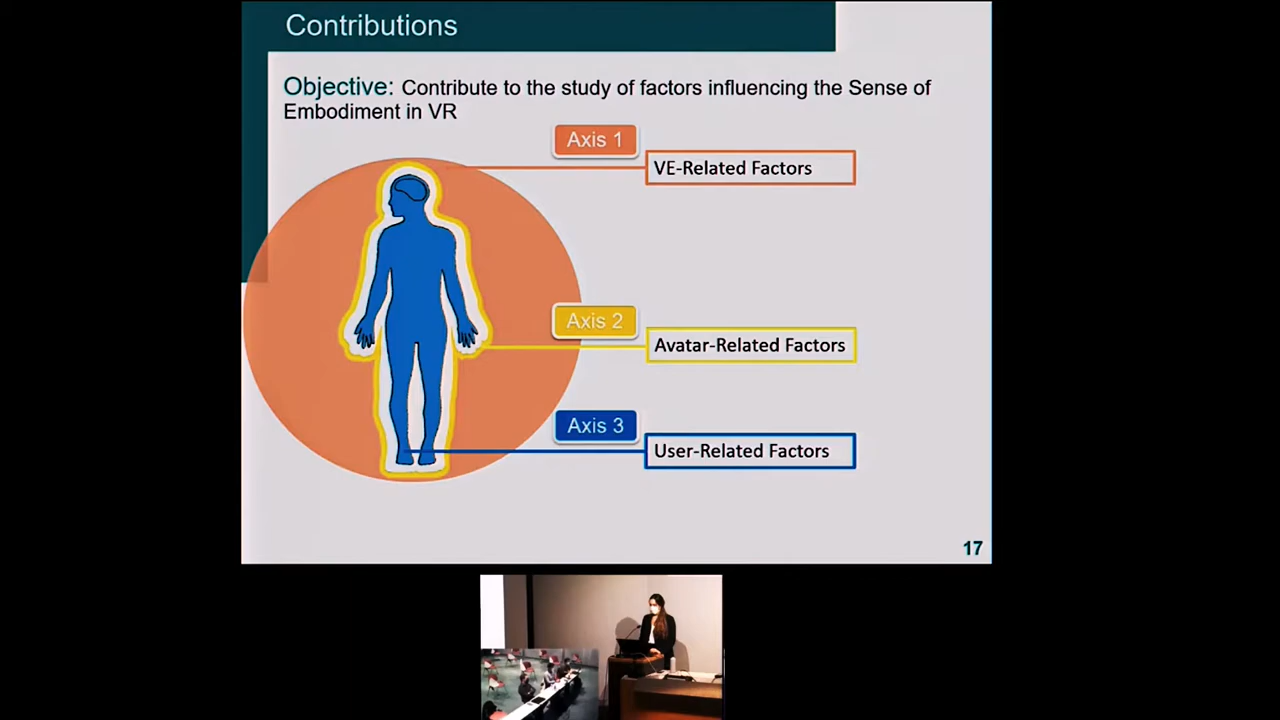 Contributions
Objective: Contribute to the study of factors influencing the Sense of
Embodiment in VR
Axis 1
VE-Related Factors
Axis 2
Avatar-Related Factors
Axis 3
User-Related Factors
17